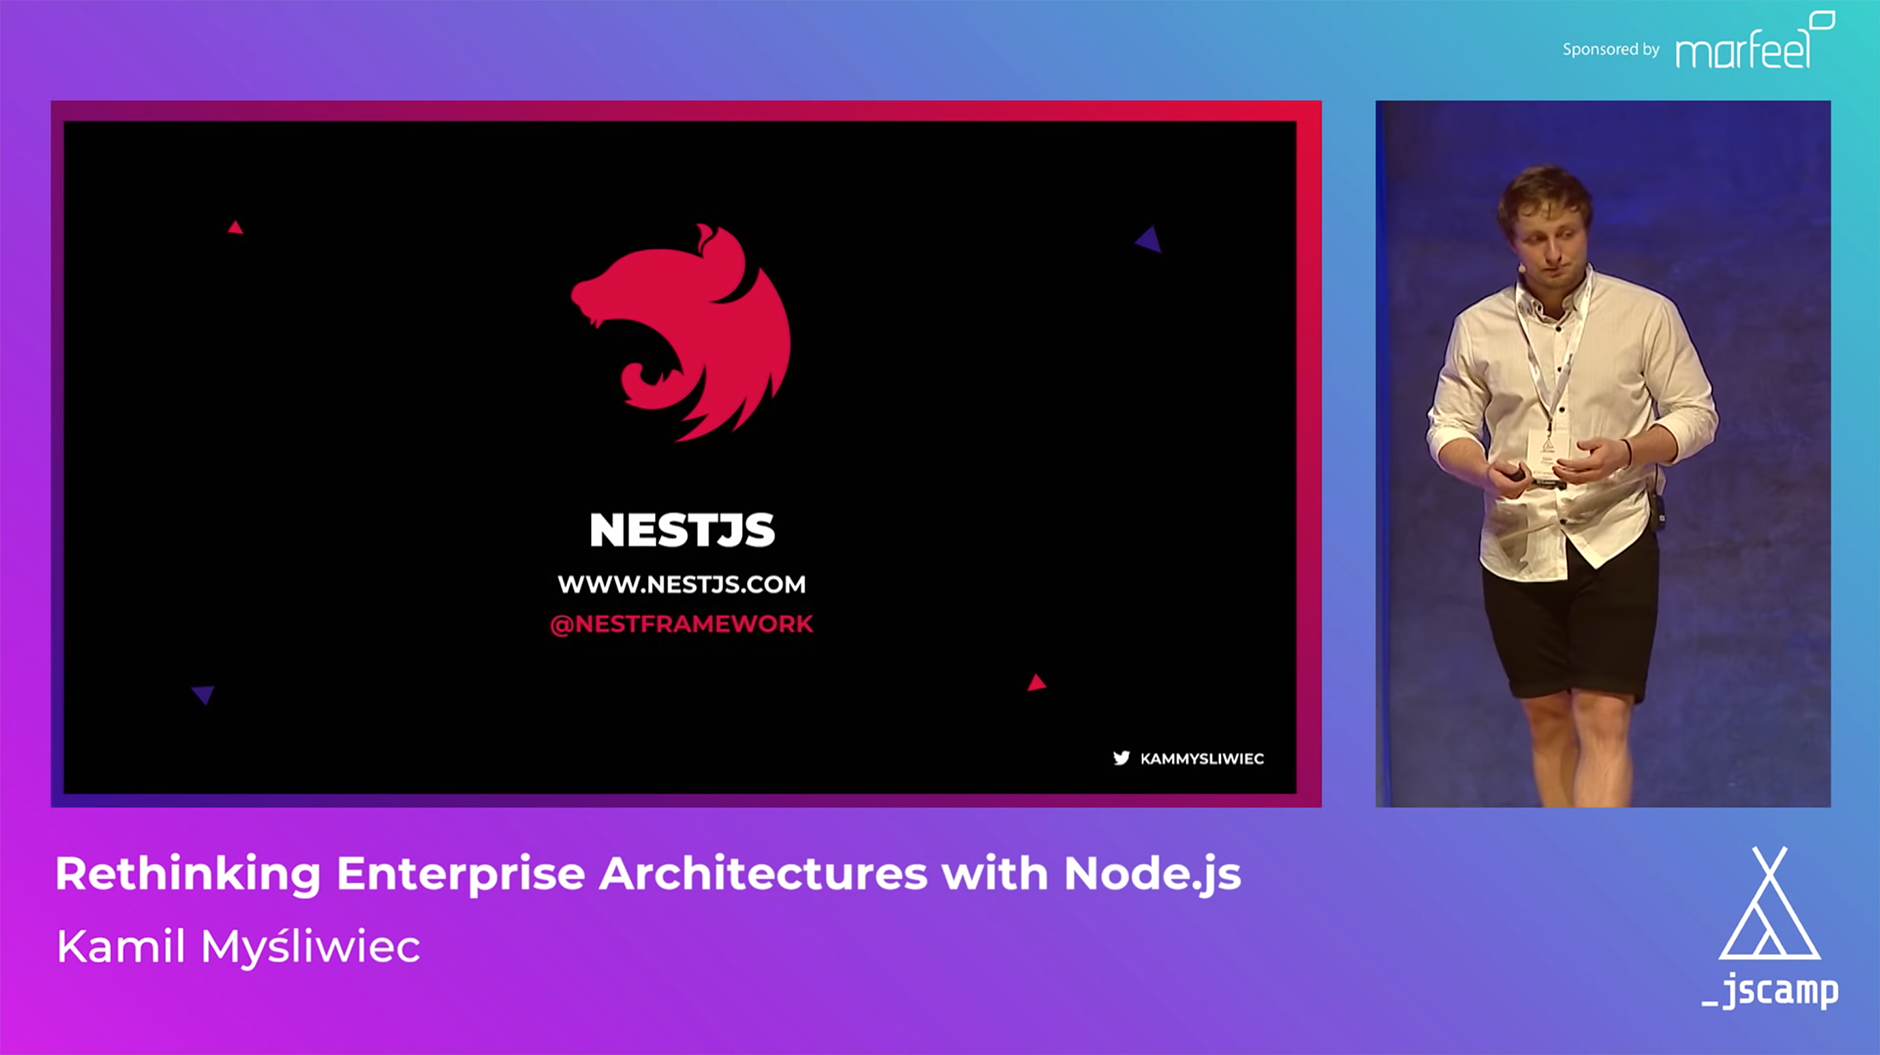 Sponsored by marfeel
NESTJS
WWW.NESTJS.COM
@NESTFRAMEWORK
KAMMYSLIWIEC
Rethinking Enterprise Architectures with Node.js
Kamil Myśliwiec
_jscamp